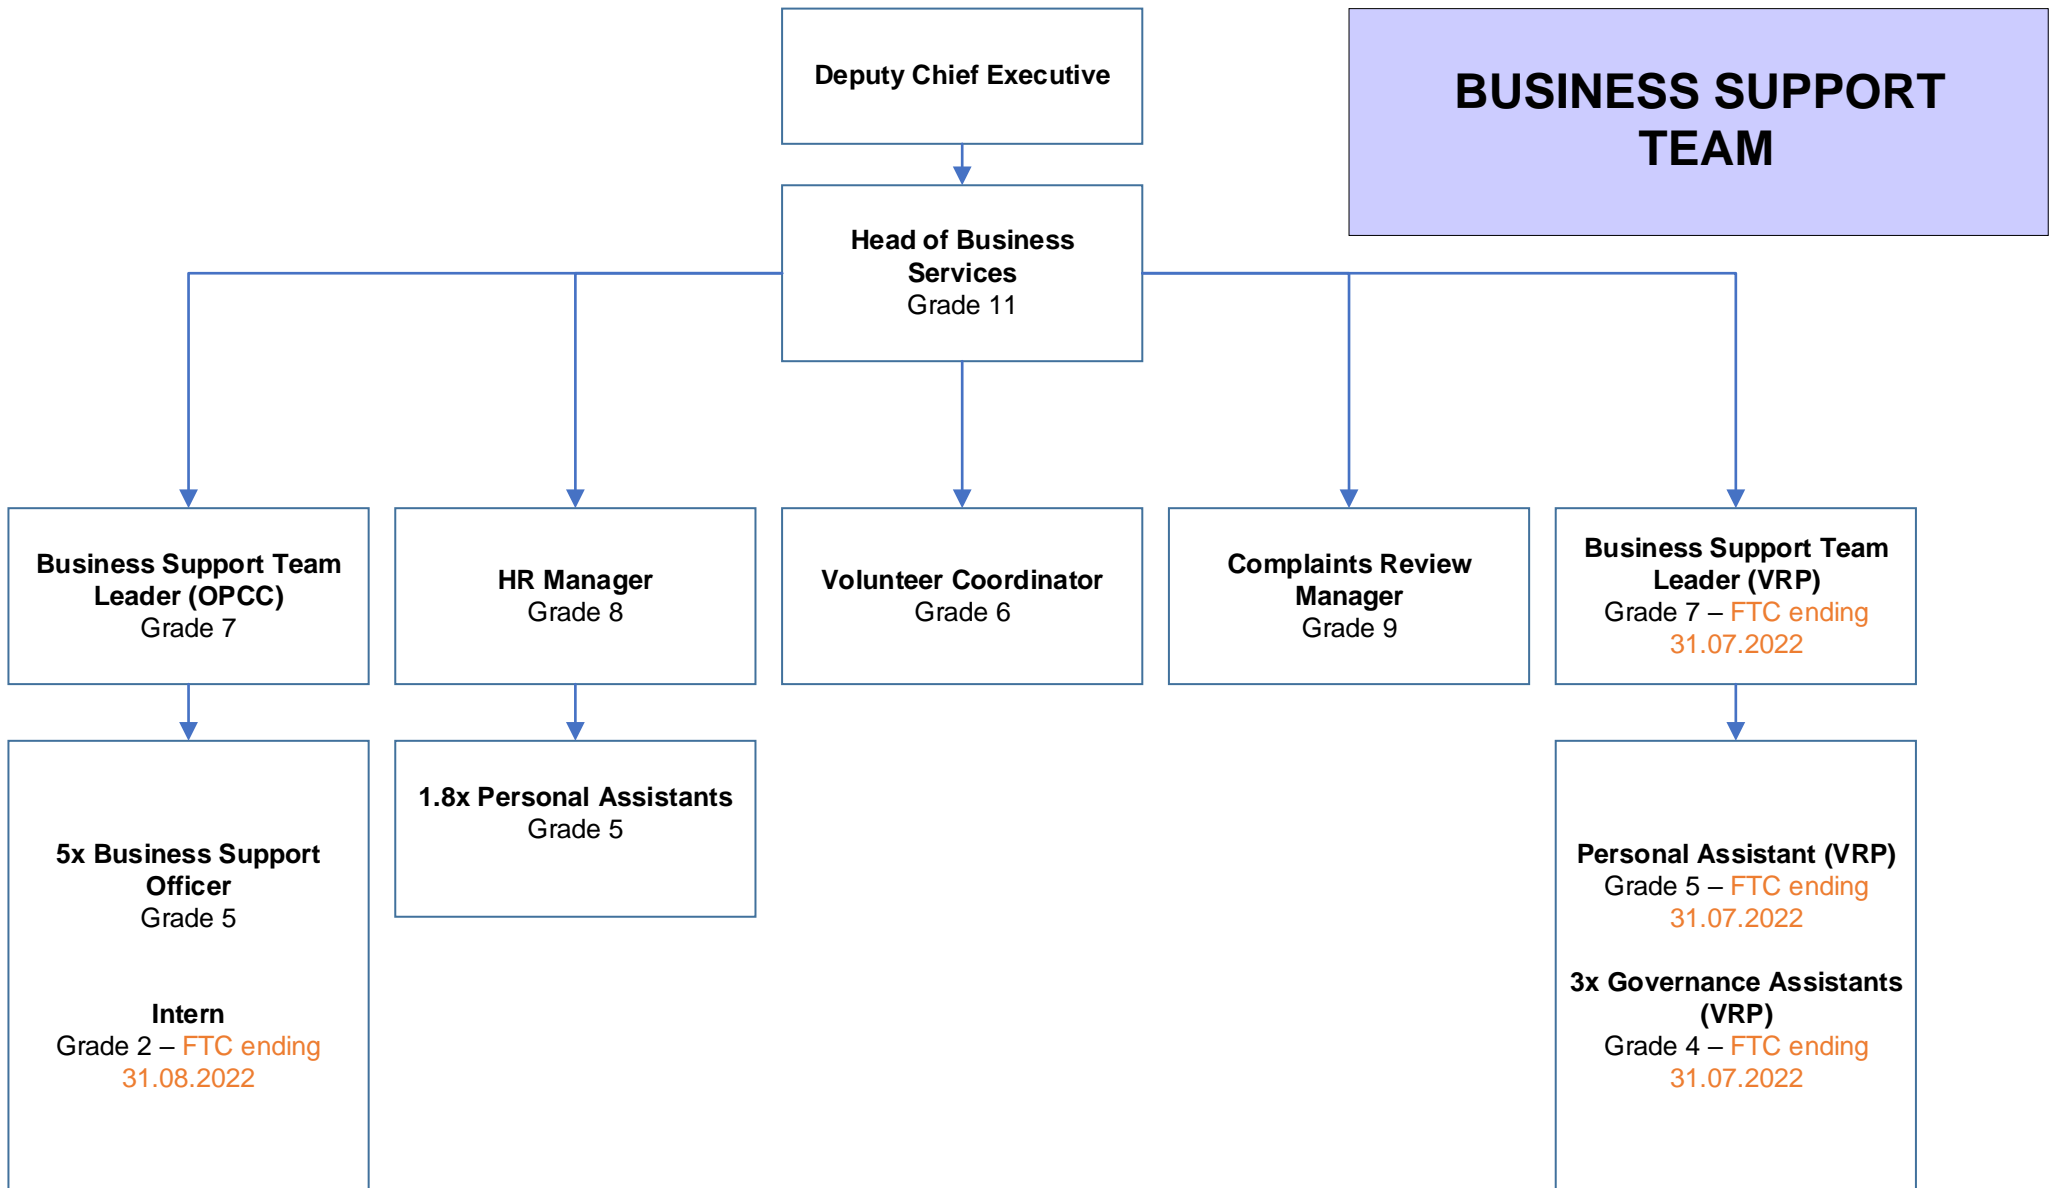 Deputy Chief Executive
BUSINESS SUPPORT
TEAM
Head of Business
Services
Grade 11
Business Support Team
Leader (OPCC)
Grade 7
HR Manager
Grade 8
Volunteer Coordinator
Grade 6
Complaints Review
Manager
Grade 9
Business Support Team
Leader (VRP)
Grade 7 – FTC ending
31.07.2022
5x Business Support
Officer
Grade 5
Intern
Grade 2 – FTC ending
31.08.2022
1.8x Personal Assistants
Grade 5
Personal Assistant (VRP)
Grade 5 – FTC ending
31.07.2022
3x Governance Assistants
(VRP)
Grade 4 – FTC ending
31.07.2022